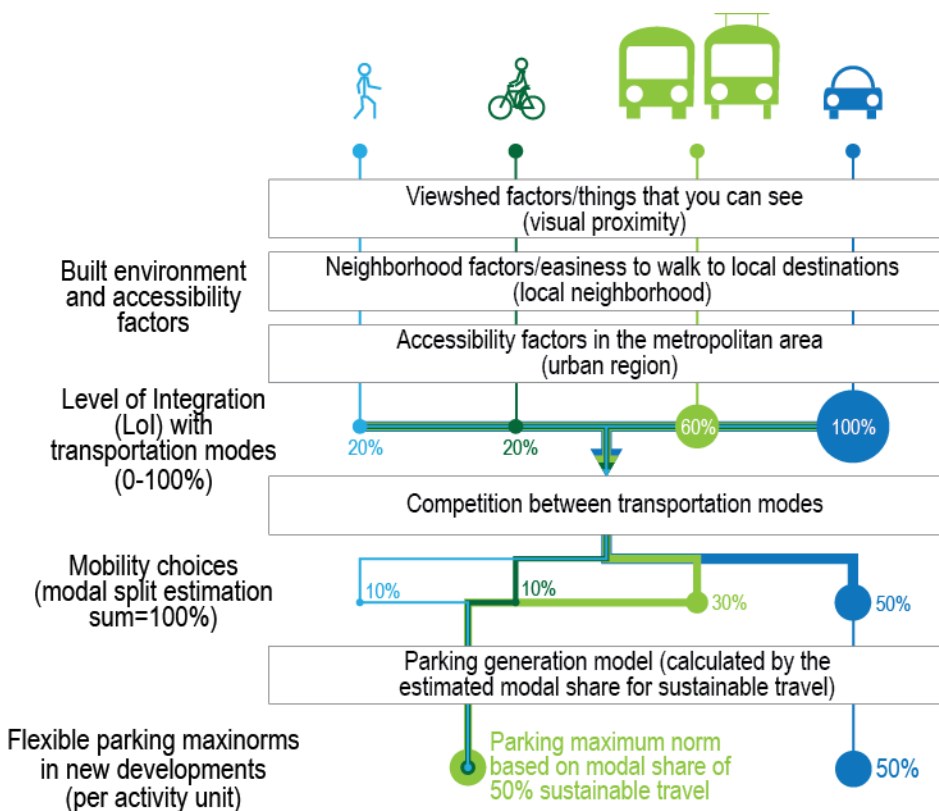 Viewshed factors/things that you can see
(visual proximity)
Built environment
and accessibility
factors
Neighborhood factors/easiness to walk to local destinations
(local neighborhood)
Accessibility factors in the metropolitan area
(urban region)
Level of Integration
(LoI) with
transportation modes
(0-100%)
20%
20%
60%
100%
Competition between transportation modes
Mobility choices
(modal split estimation
sum=100%)
10%
10%
30%
50%
Parking generation model (calculated by the
estimated modal share for sustainable travel)
Flexible parking maxinorms
in new developments
(per activity unit)
Parking maximum norm
based on modal share of
50% sustainable travel
50%